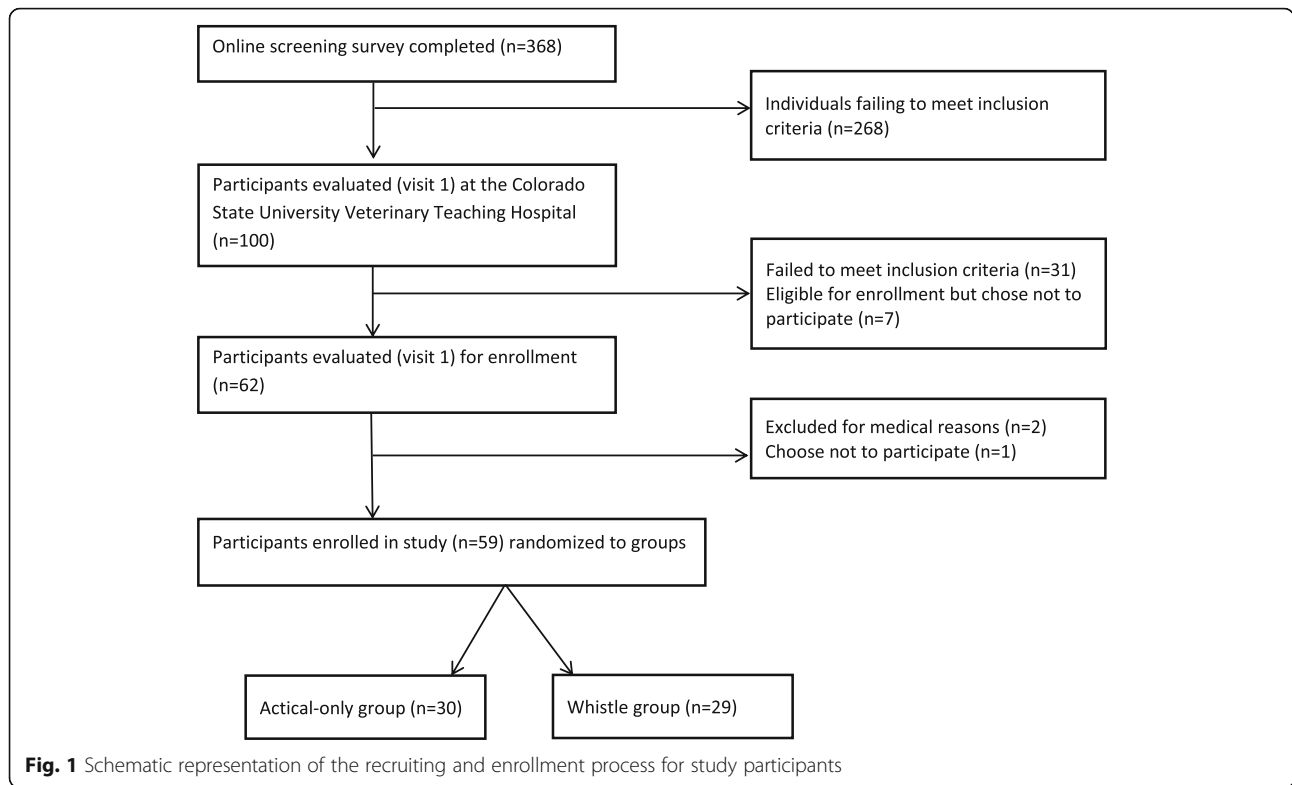 Online screening survey completed (n=368)
Individuals failing to meet inclusion
criteria (n=268)
Participants evaluated (visit 1) at the Colorado
State University Veterinary Teaching Hospital
(n=100)
Failed to meet inclusion criteria (n=31)
Eligible for enrollment but chose not to
participate (n=7)
Participants evaluated (visit 1) for enrollment
(n=62)
Excluded for medical reasons (n=2)
Choose not to participate (n=1)
Participants enrolled in study (n=59) randomized to groups
Actical-only group (n=30)
Whistle group (n=29)
Fig. 1 Schematic representation of the recruiting and enrollment process for study participants